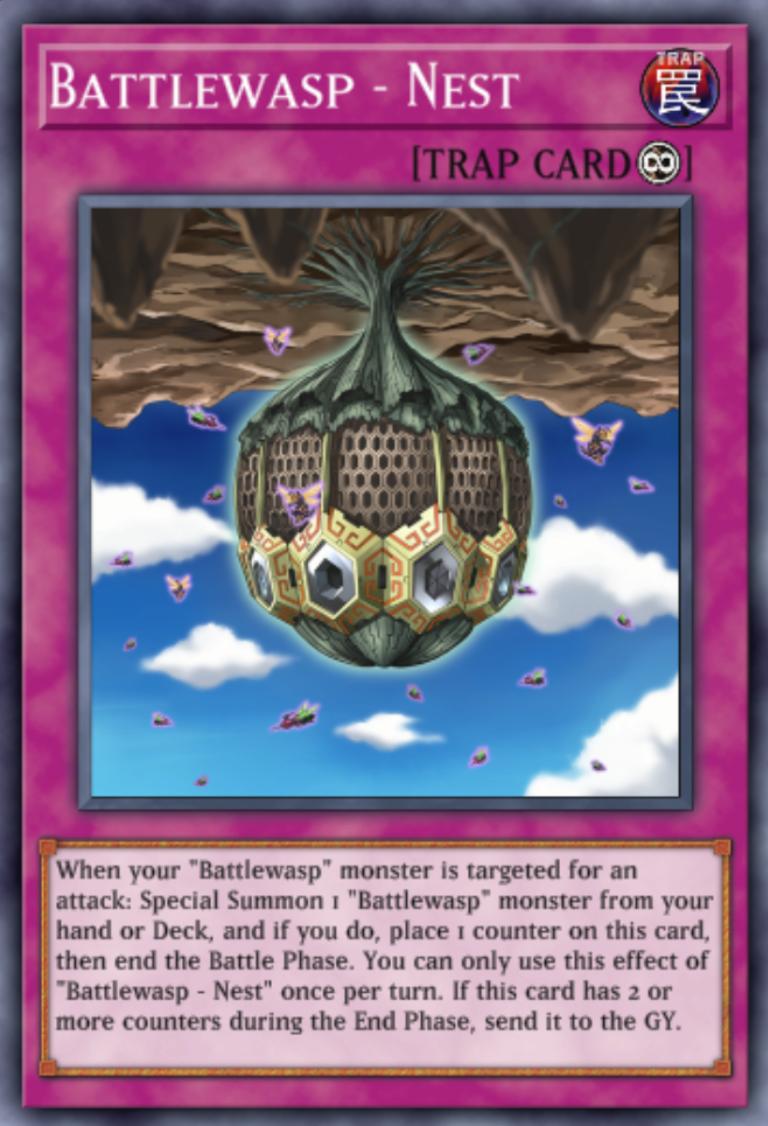 BATTLEWASP - NEST
TRAP
罠
[TRAP CARD∞]
When your "Battlewasp" monster is targeted for an
attack: Special Summon 1 "Battlewasp" monster from your
hand or Deck, and if you do, place 1 counter on this card,
then end the Battle Phase. You can only use this effect of
"Battlewasp - Nest" once per turn. If this card has 2 or
more counters during the End Phase, send it to the GY.